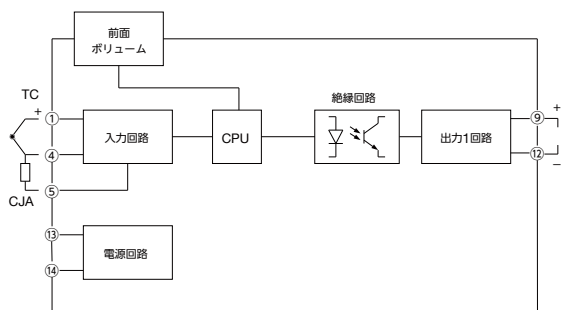 前面
ボリューム
TC
+
①
入力回路
CPU
絶縁回路
出力1回路
⑨
+
④
⑫
−
⑤
CJA
⑬
電源回路
⑭